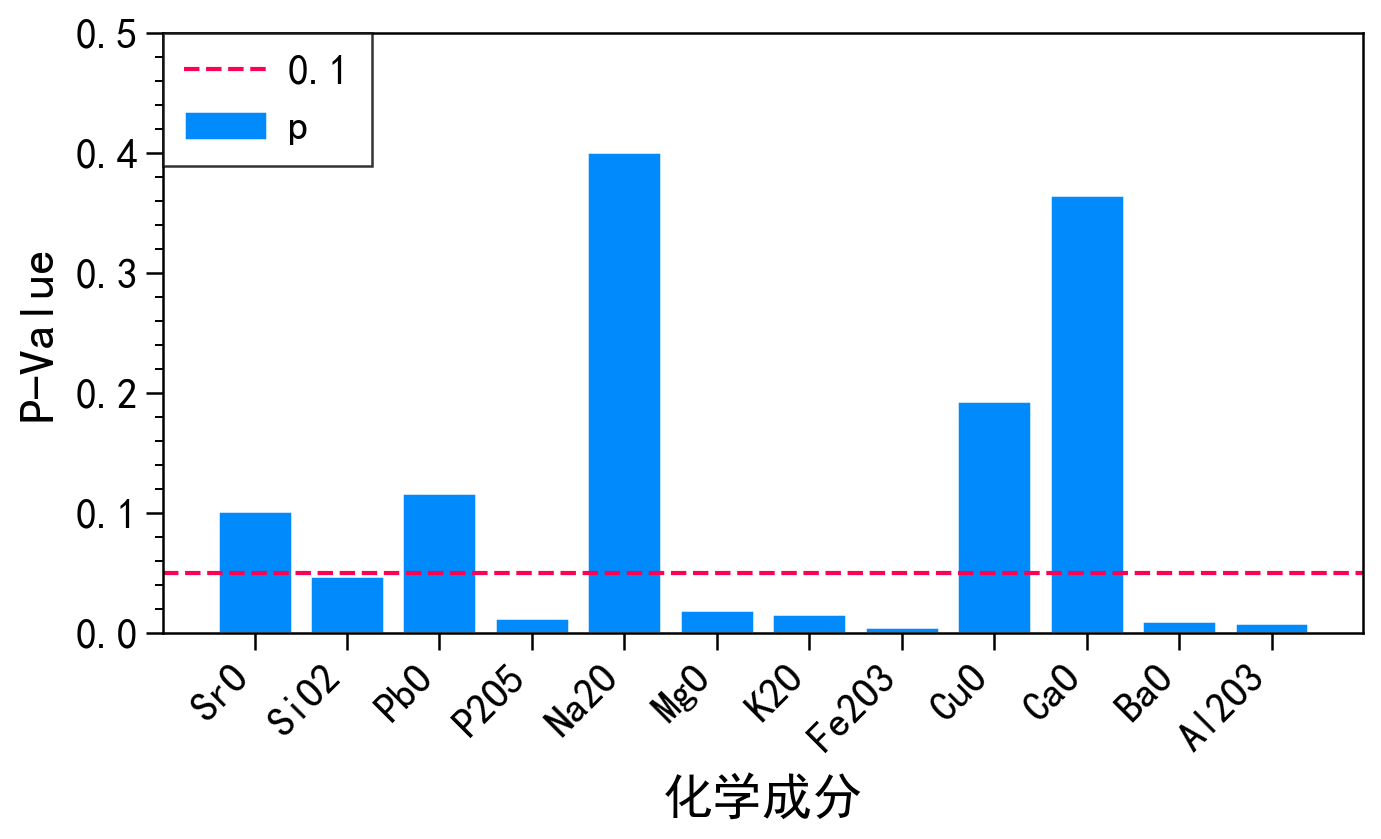 0.5
0.4
0.3
0.2
0.1
0.0
P-Value
0.1
p
SrO
SiO2
PbO
P2O5
Na2O
MgO
K2O
Fe2O3
CuO
CaO
BaO
Al2O3
化学成分